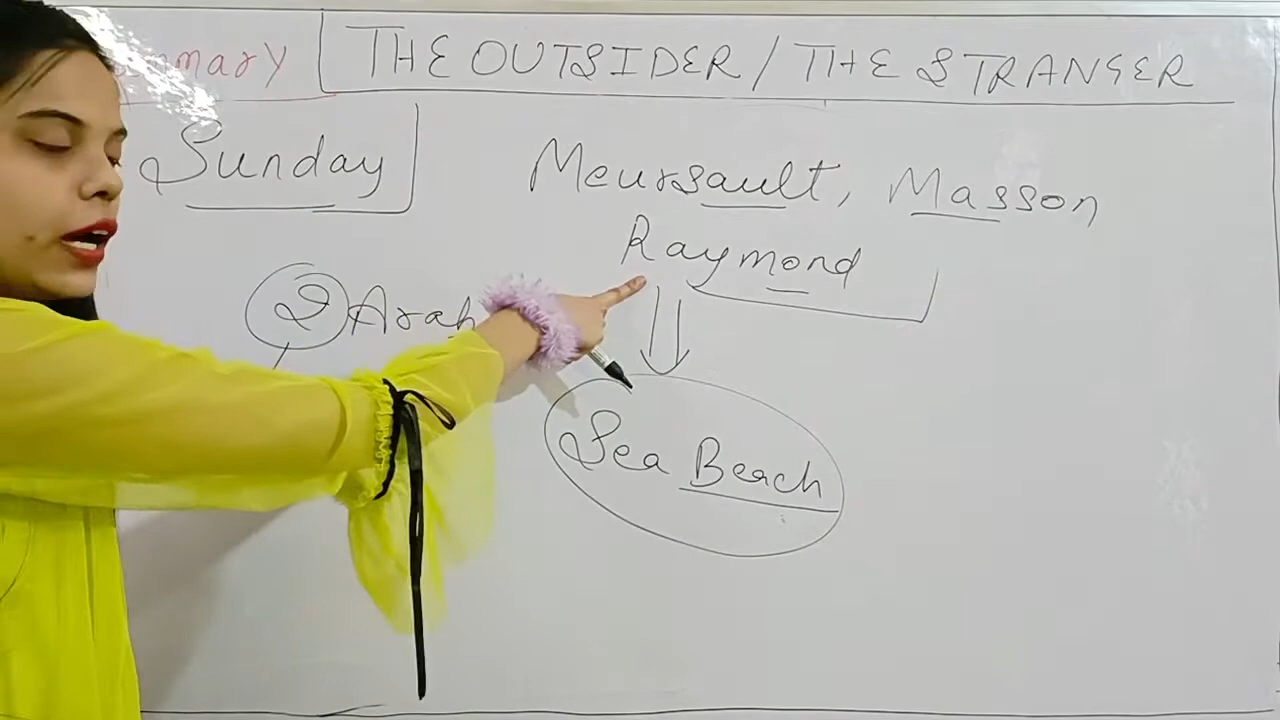 mmary THE OUTSIDER / THE STRANGER
Sunday
Meursault, Masson
Raymond
2 Arab
Sea Beach